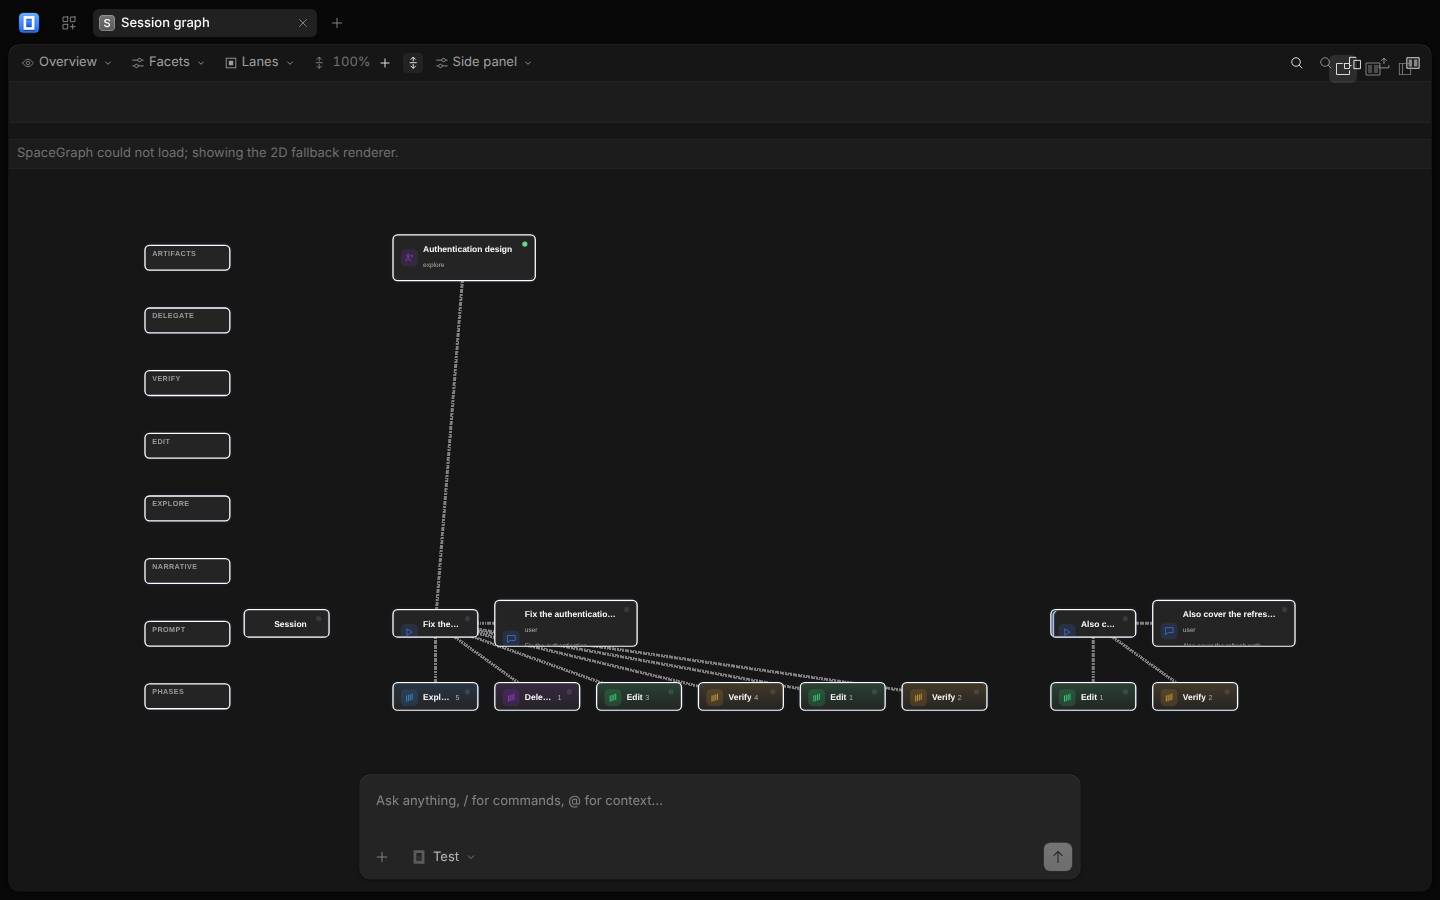 S Session graph
Overview Facets Lanes 100% Side panel
SpaceGraph could not load; showing the 2D fallback renderer.
Authentication design
explore
ARTIFACTS
DELEGATE
VERIFY
EDIT
EXPLORE
NARRATIVE
PROMPT
Session
Fix the...
Fix the authenticatio...
user
Also c...
Also cover the refres...
user
PHASES
Expl... 5
Dele... 1
Edit 3
Verify 4
Edit 1
Verify 2
Edit 1
Verify 2
Ask anything, / for commands, @ for context...
Test